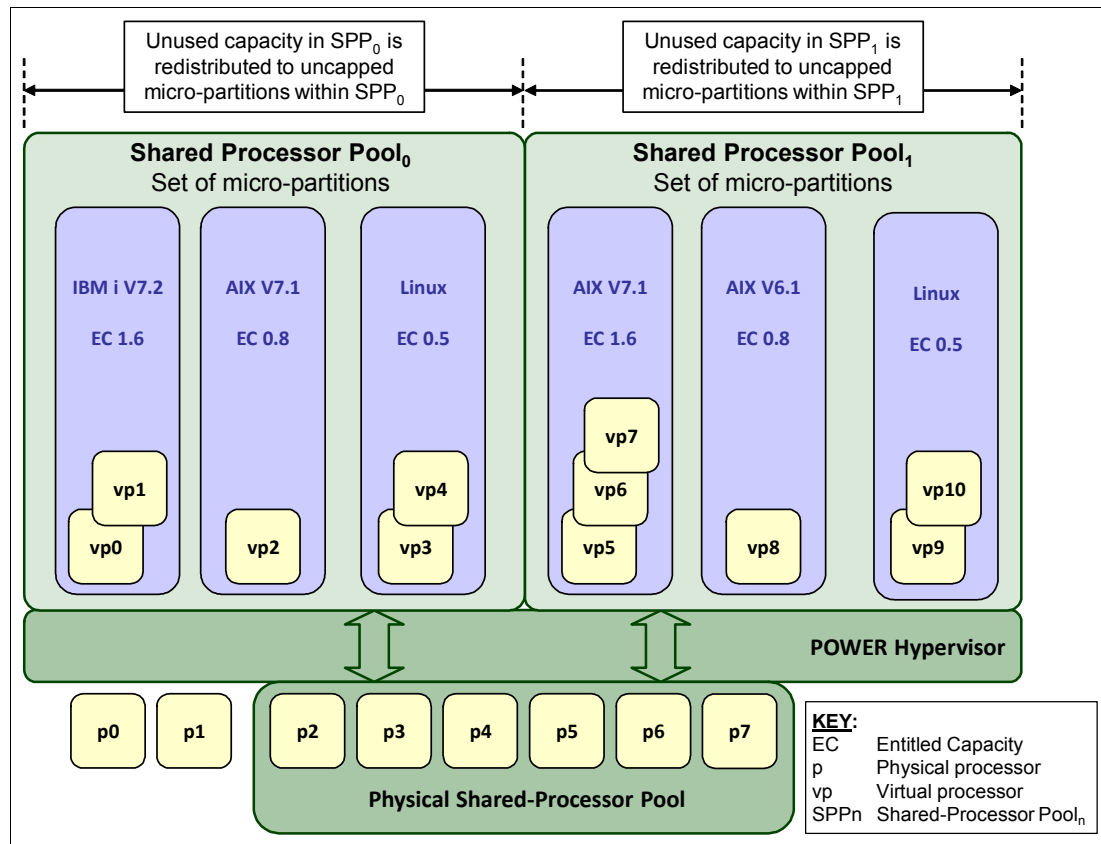 Unused capacity in SPP0 is
redistributed to uncapped
micro-partitions within SPP0
Unused capacity in SPP1 is
redistributed to uncapped
micro-partitions within SPP1
Shared Processor Pool0
Set of micro-partitions
Shared Processor Pool1
Set of micro-partitions
IBM i V7.2
EC 1.6
vp1
vp0
AIX V7.1
EC 0.8
vp2
Linux
EC 0.5
vp4
vp3
AIX V7.1
EC 1.6
vp7
vp6
vp5
AIX V6.1
EC 0.8
vp8
Linux
EC 0.5
vp10
vp9
POWER Hypervisor
p0
p1
p2
p3
p4
p5
p6
p7
Physical Shared-Processor Pool
KEY:
EC Entitled Capacity
p Physical processor
vp Virtual processor
SPPn Shared-Processor Pooln